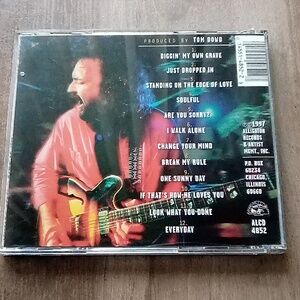 PRODUCED BY TOM DOWD
DIGGIN' MY OWN GRAVE
JUST DROPPED IN
STANDING ON THE EDGE OF LOVE
SOULFUL
ARE YOU SORRY?
I WALK ALONE
CHANGE YOUR MIND
BREAK MY RULE
9.
ONE SUNNY DAY
IF THAT'S HOW HE LOVES YOU
LOOK WHAT YOU DONE
12.
EVERYDAY
© 1997
ALLIGATOR
RECORDS
& ARTIST
MGMT., INC.
P.O. BOX
60234
CHICAGO,
ILLINOIS
60660
ALCD
4852